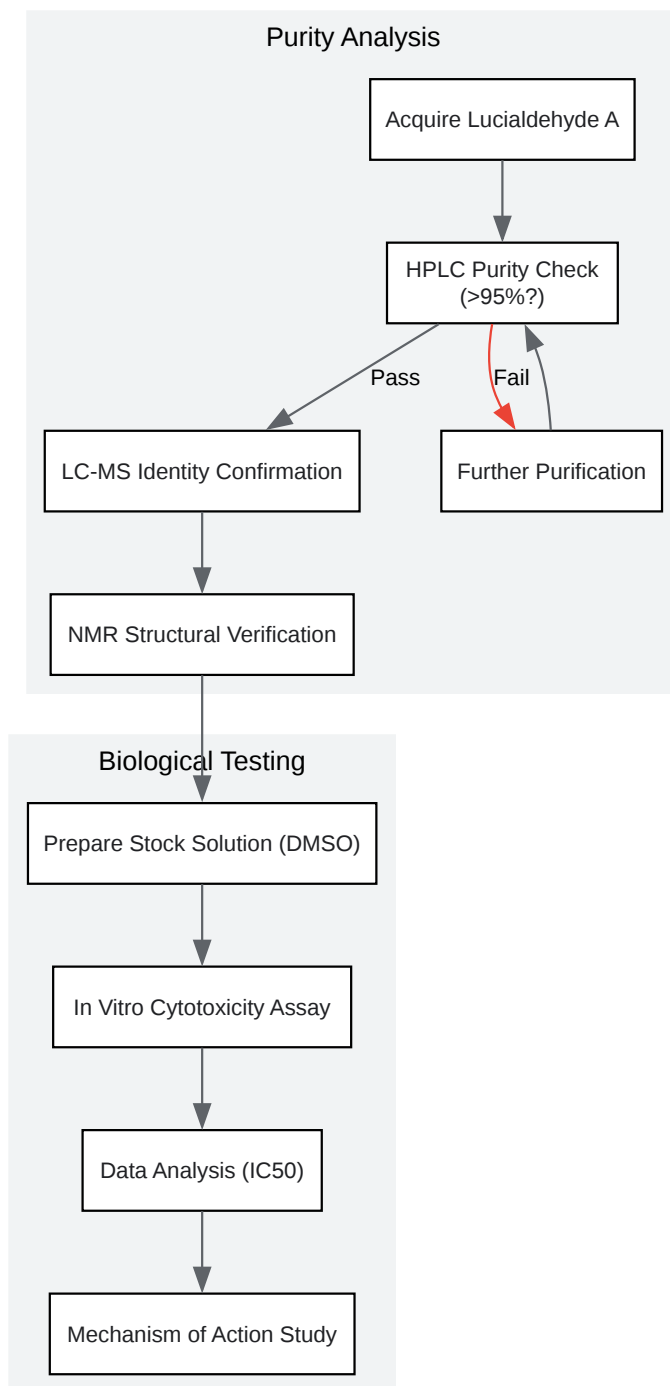 Purity Analysis
Acquire Lucialdehyde A
HPLC Purity Check
(>95%?)
Pass
Fail
LC-MS Identity Confirmation
Further Purification
NMR Structural Verification
Biological Testing
Prepare Stock Solution (DMSO)
In Vitro Cytotoxicity Assay
Data Analysis (IC50)
Mechanism of Action Study